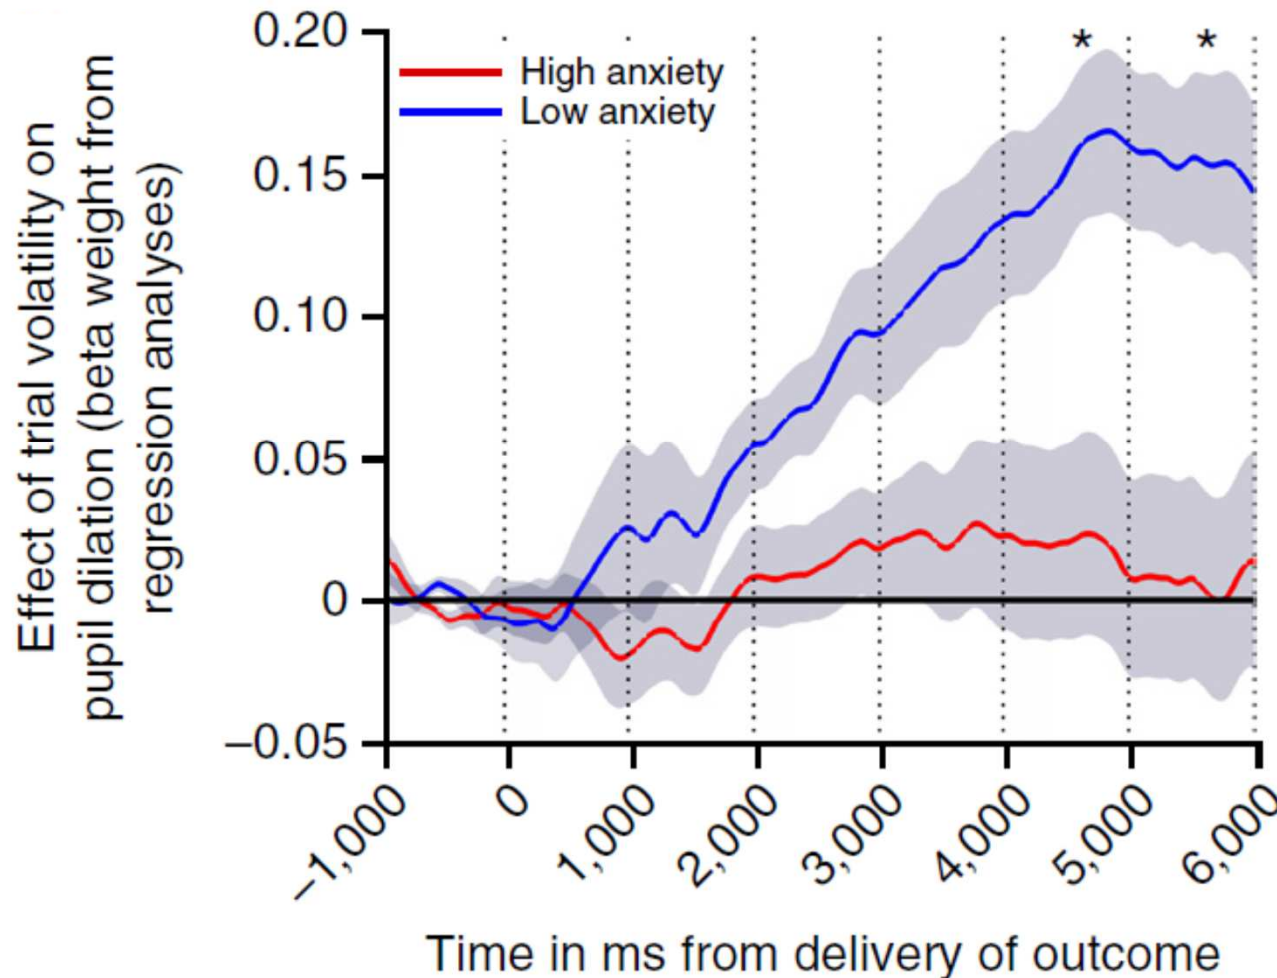 0.20
0.15
0.10
0.05
0
–0.05
Effect of trial volatility on
pupil dilation (beta weight from
regression analyses)
High anxiety
Low anxiety
* *
–1,000 0 1,000 2,000 3,000 4,000 5,000 6,000
Time in ms from delivery of outcome